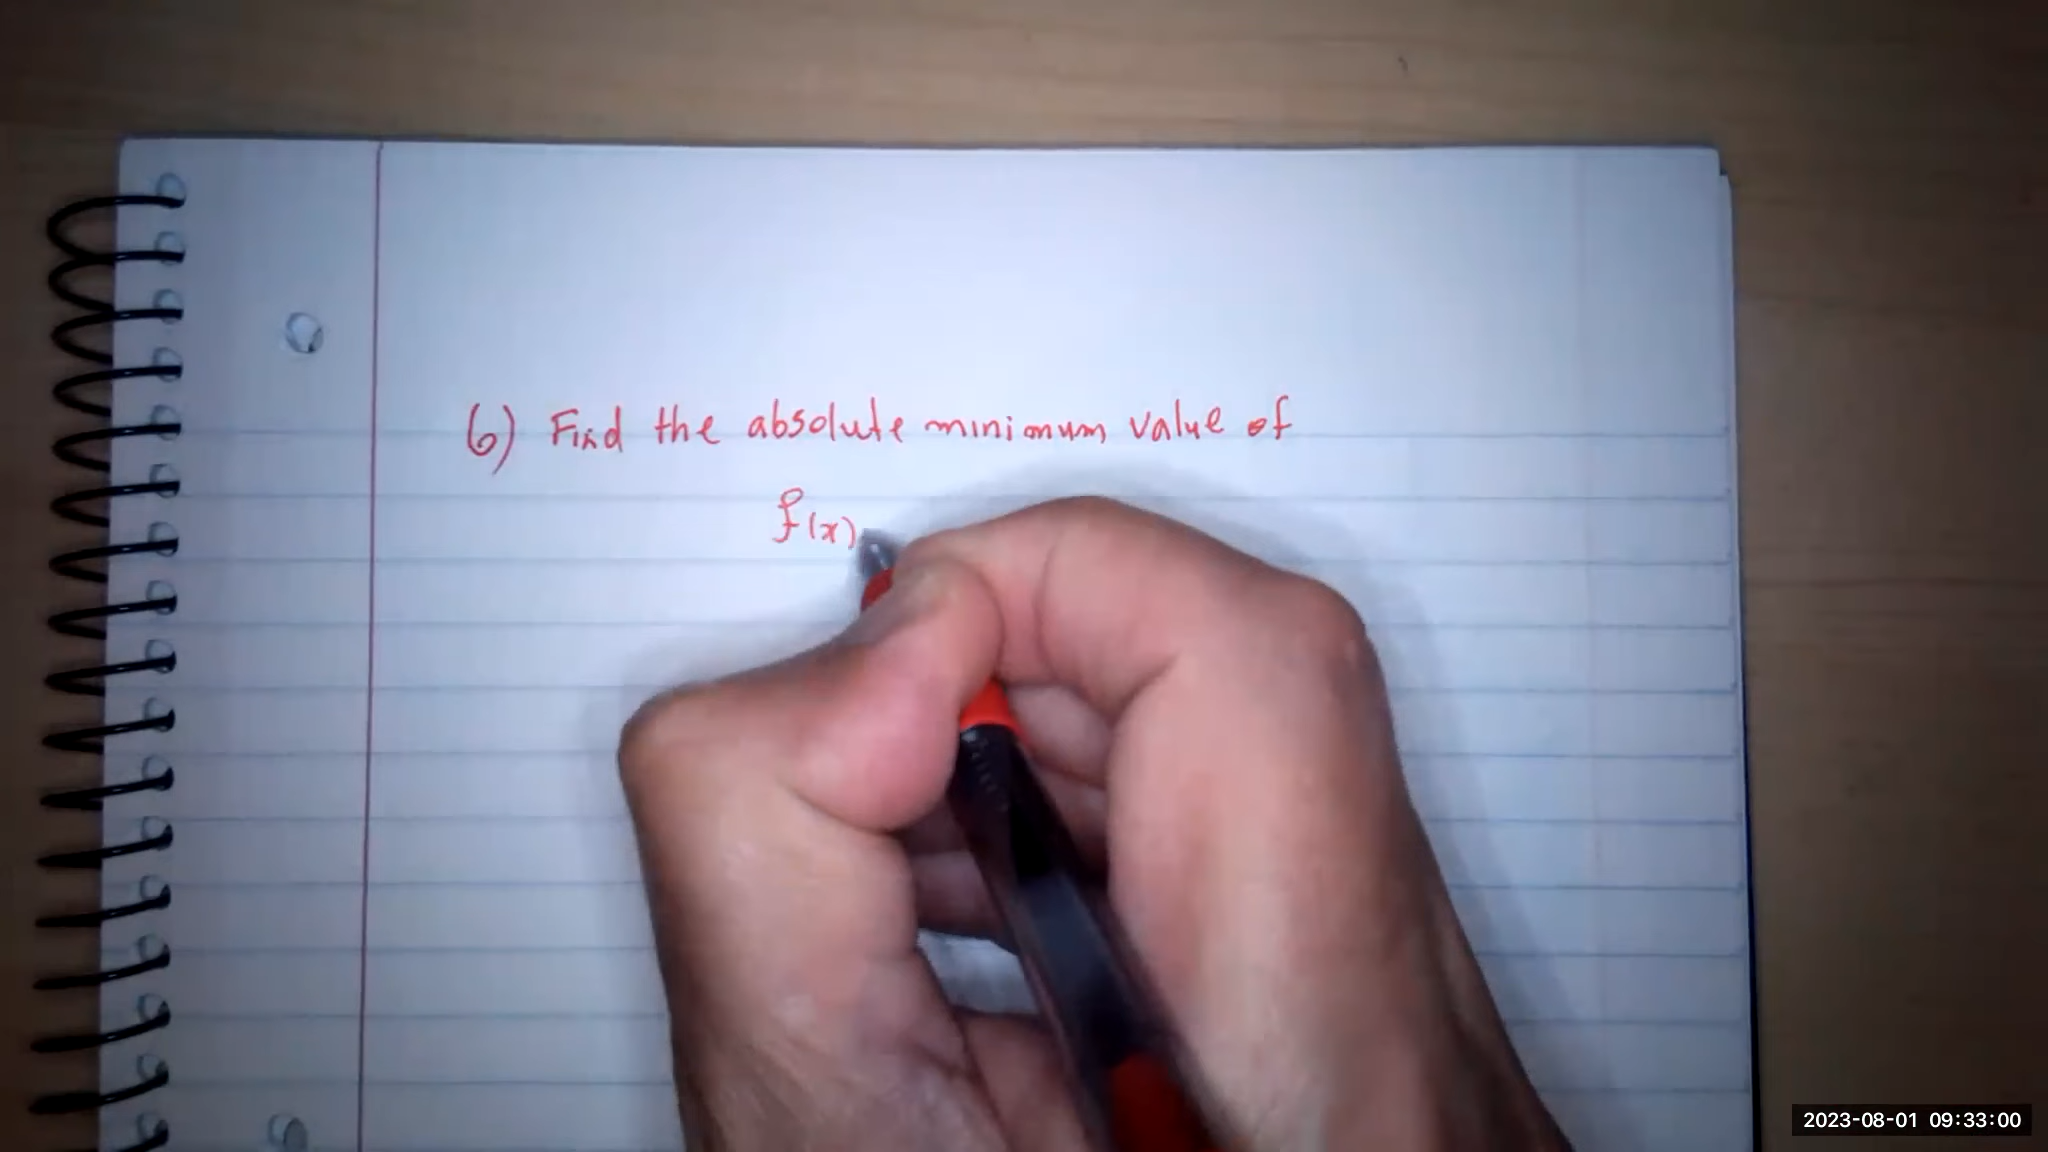 6) Find the absolute minimum value of
f(x)
2023-08-01 09:33:00